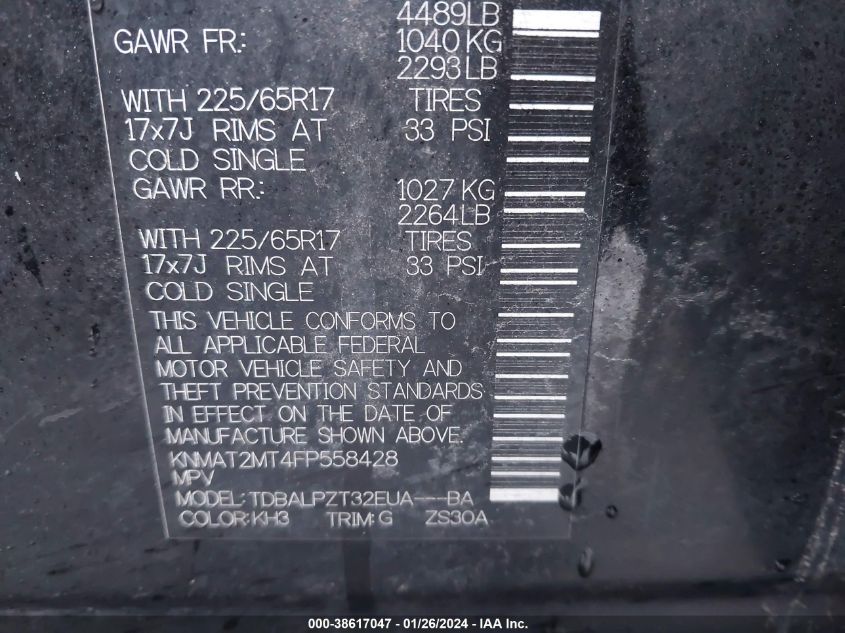 4489LB
GAWR FR: 1040 KG
2293LB
WITH 225/65R17 TIRES
17x7J RIMS AT 33 PSI
COLD SINGLE
GAWR RR: 1027 KG
2264LB
WITH 225/65R17 TIRES
17x7J RIMS AT 33 PSI
COLD SINGLE
THIS VEHICLE CONFORMS TO
ALL APPLICABLE FEDERAL
MOTOR VEHICLE SAFETY AND
THEFT PREVENTION STANDARDS
IN EFFECT ON THE DATE OF
MANUFACTURE SHOWN ABOVE.
KNMAT2MT4FP558428
MPV
MODEL: TDBALPZT32EUA---BA
COLOR: KH3 TRIM: G ZS30A
000-38617047 - 01/26/2024 - IAA Inc.